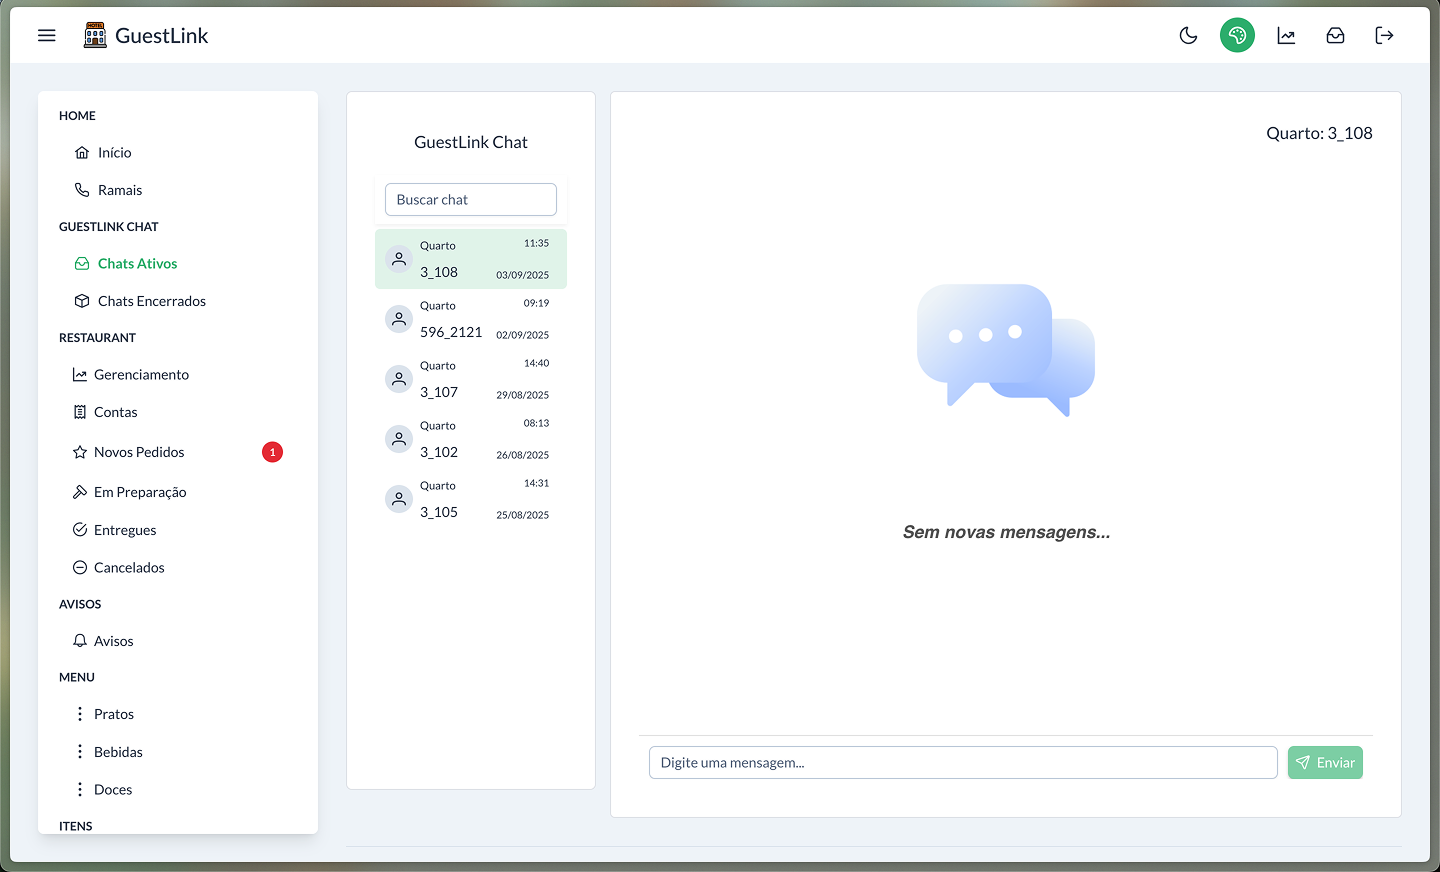 GuestLink
HOME
Início
Ramais
GUESTLINK CHAT
Chats Ativos
Chats Encerrados
RESTAURANT
Gerenciamento
Contas
Novos Pedidos 1
Em Preparação
Entregues
Cancelados
AVISOS
Avisos
MENU
Pratos
Bebidas
Doces
ITENS
GuestLink Chat
Buscar chat
Quarto 11:35
3_108 03/09/2025
Quarto 09:19
596_2121 02/09/2025
Quarto 14:40
3_107 29/08/2025
Quarto 08:13
3_102 26/08/2025
Quarto 14:31
3_105 25/08/2025
Quarto: 3_108
Sem novas mensagens...
Digite uma mensagem... Enviar